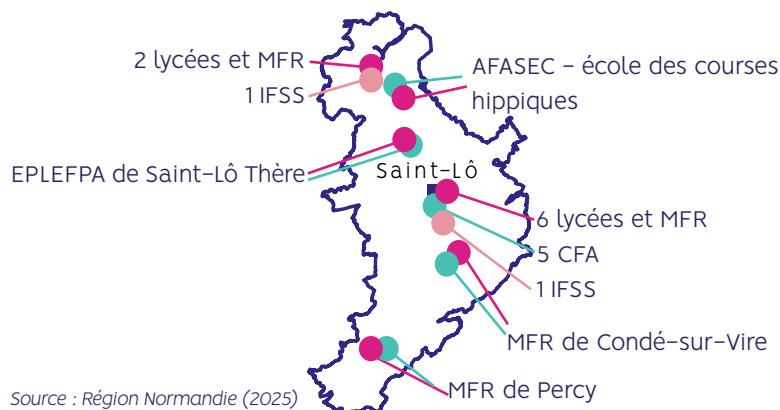 2 lycées et MFR
1 IFSS
AFASEC – école des courses
hippiques
EPLEFPA de Saint-Lô Thère
Saint-Lô
6 lycées et MFR
5 CFA
1 IFSS
MFR de Condé-sur-Vire
MFR de Percy
Source : Région Normandie (2025)